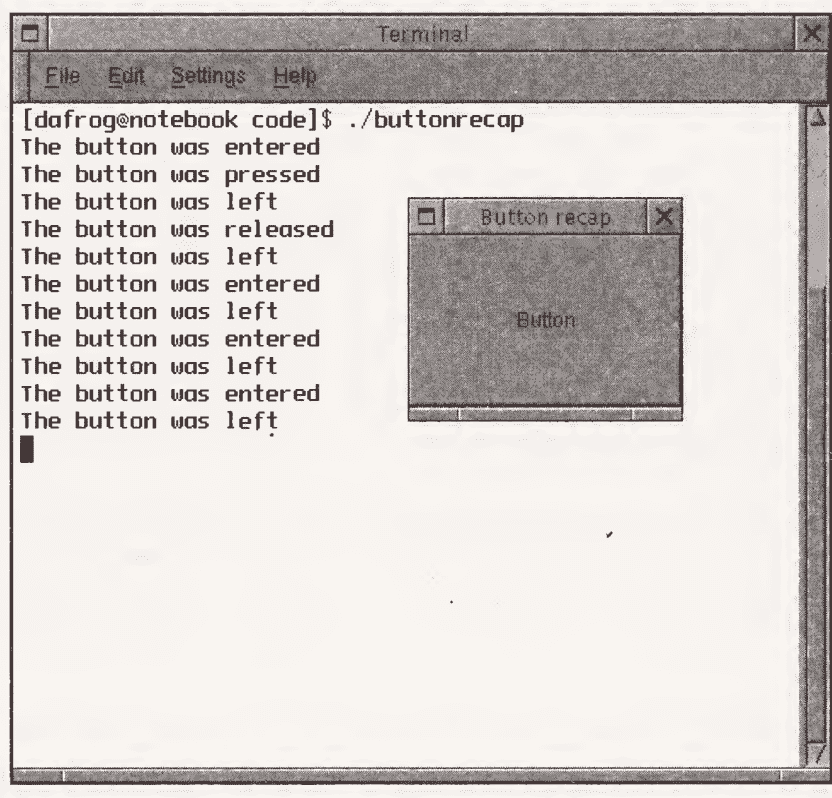 Terminal
File Edit Settings Help
[dafrog@notebook code]$ ./buttonrecap
The button was entered
The button was pressed
The button was left
The button was released
The button was left
The button was entered
The button was left
The button was entered
The button was left
The button was entered
The button was left
Button recap
Button